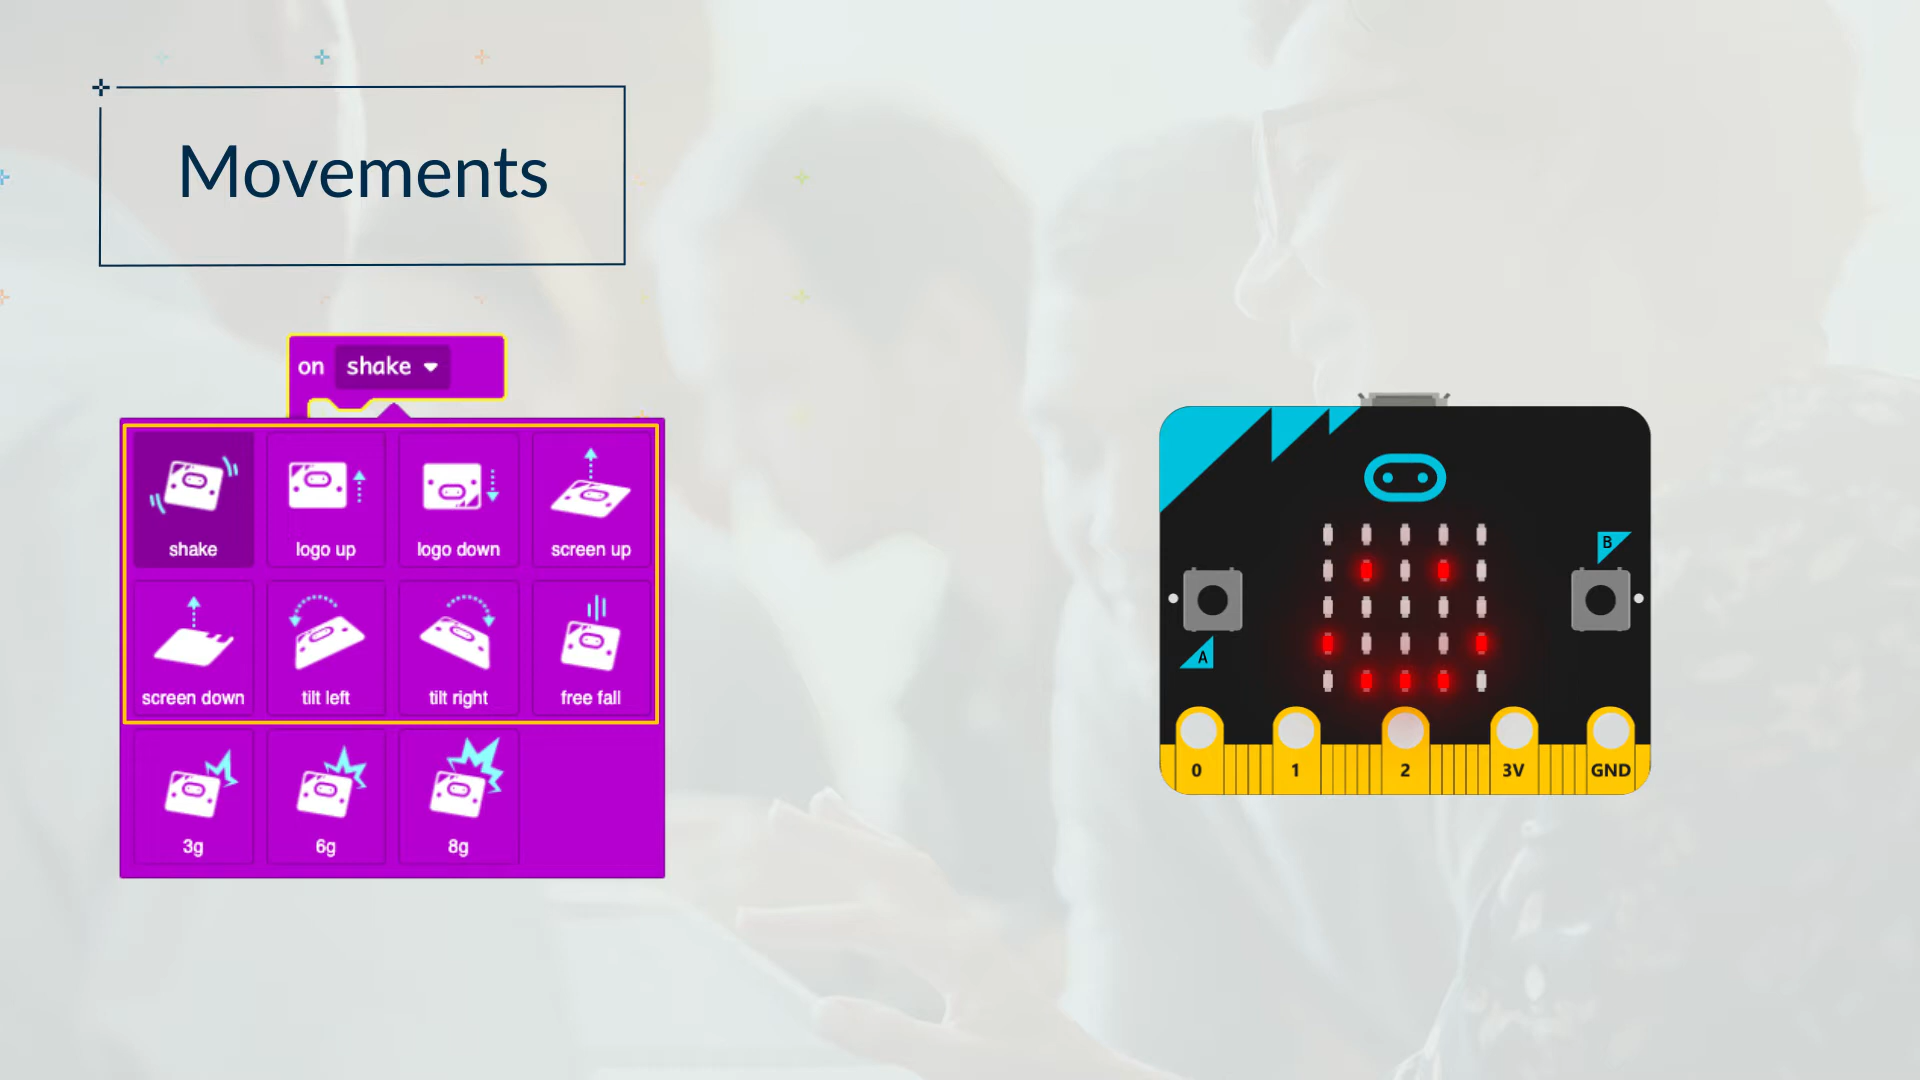 Movements
on shake
shake
logo up
logo down
screen up
screen down
tilt left
tilt right
free fall
3g
6g
8g
B
A
0
1
2
3V
GND